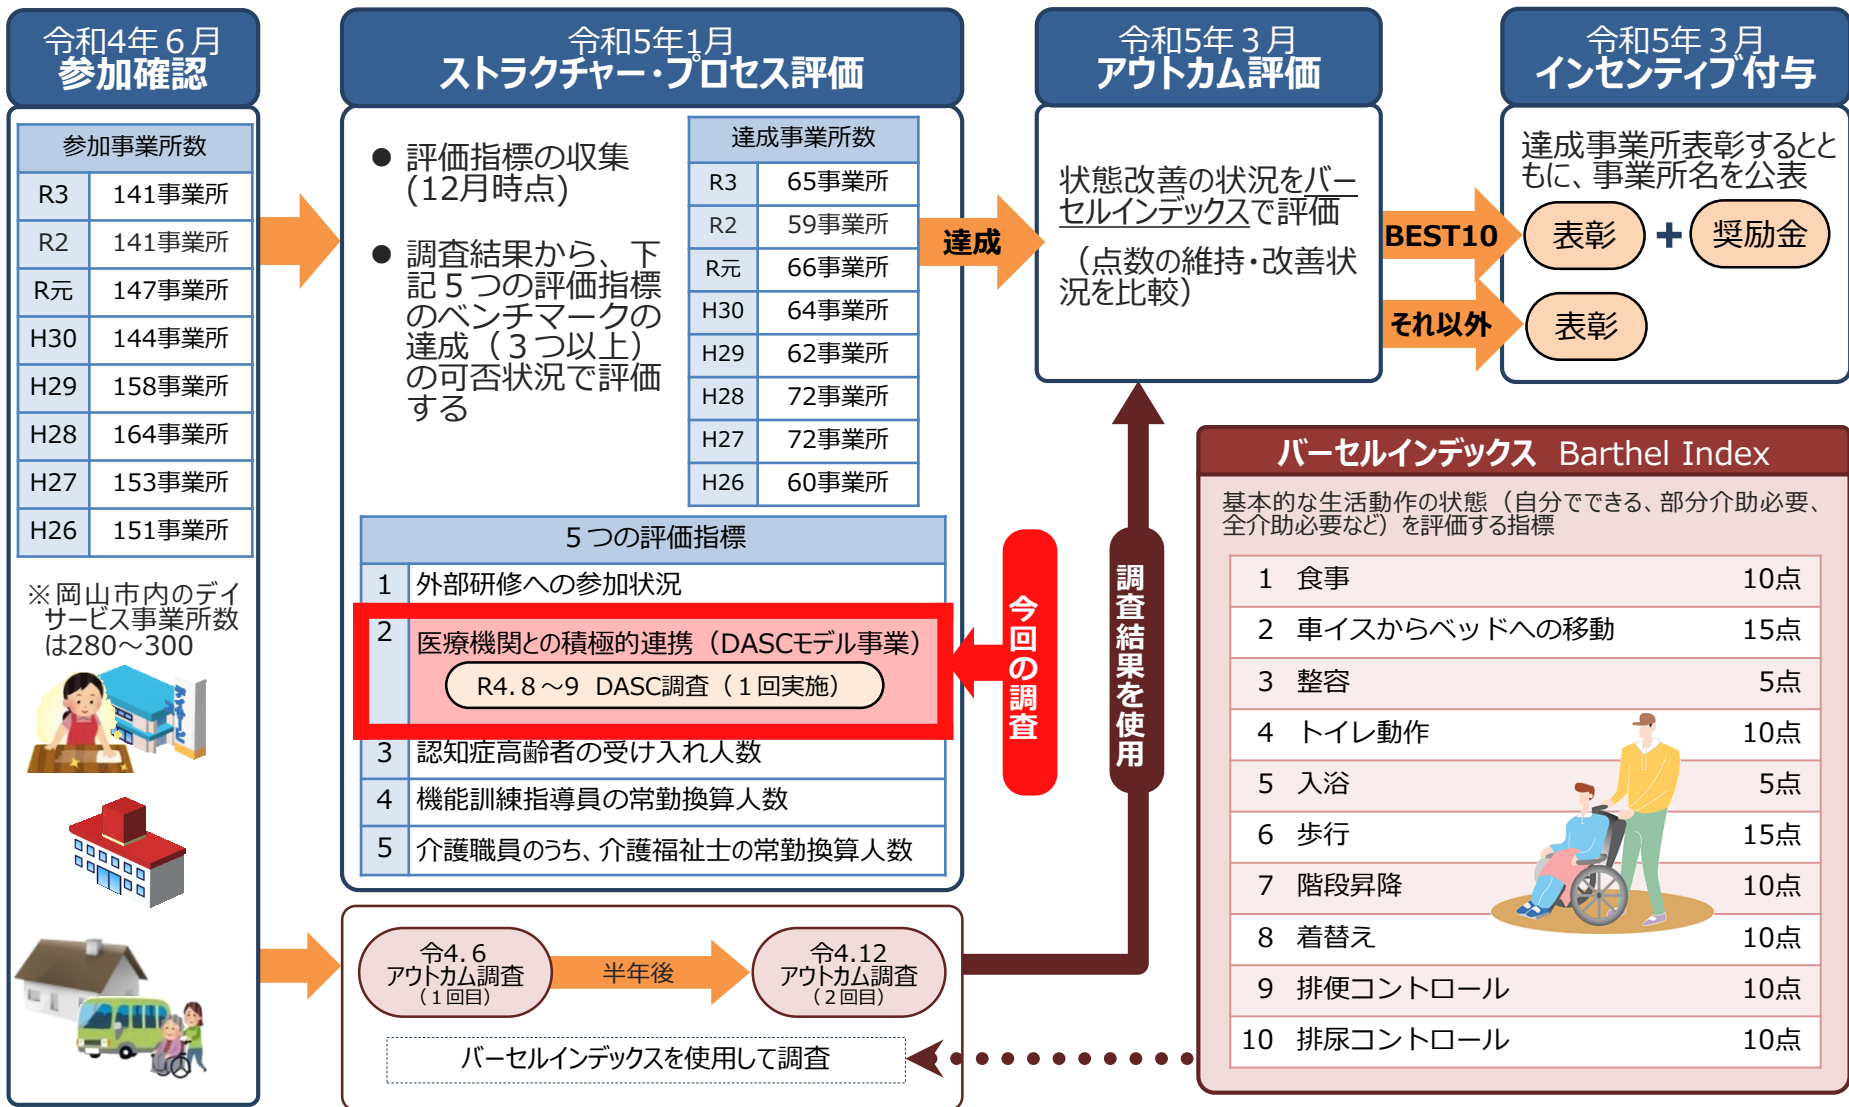 令和4年６月
参加確認
参加事業所数
R3 141事業所
R2 141事業所
R元 147事業所
H30 144事業所
H29 158事業所
H28 164事業所
H27 153事業所
H26 151事業所
※岡山市内のデイ
サービス事業所数
は280～300
令和5年1月
ストラクチャー・プロセス評価
● 評価指標の収集
(12月時点)
● 調査結果から、下
記５つの評価指標
のベンチマークの
達成（３つ以上）
の可否状況で評価
する
達成事業所数
R3 65事業所
R2 59事業所
R元 66事業所
H30 64事業所
H29 62事業所
H28 72事業所
H27 72事業所
H26 60事業所
５つの評価指標
1 外部研修への参加状況
2 医療機関との積極的連携（DASCモデル事業）
R4.８～9 DASC調査（１回実施）
3 認知症高齢者の受け入れ人数
4 機能訓練指導員の常勤換算人数
5 介護職員のうち、介護福祉士の常勤換算人数
今回の調査
達成
令和5年３月
アウトカム評価
状態改善の状況をバー
セルインデックスで評価
（点数の維持・改善状
況を比較）
BEST10
それ以外
令和5年３月
インセンティブ付与
達成事業所表彰するとと
もに、事業所名を公表
表彰 + 奨励金
表彰
調査結果を使用
令4.６
アウトカム調査
（１回目）
半年後
令4.12
アウトカム調査
（２回目）
バーセルインデックスを使用して調査
バーセルインデックス Barthel Index
基本的な生活動作の状態（自分でできる、部分介助必要、
全介助必要など）を評価する指標
1 食事 10点
2 車イスからベッドへの移動 15点
3 整容 5点
4 トイレ動作 10点
5 入浴 5点
6 歩行 15点
7 階段昇降 10点
8 着替え 10点
9 排便コントロール 10点
10 排尿コントロール 10点